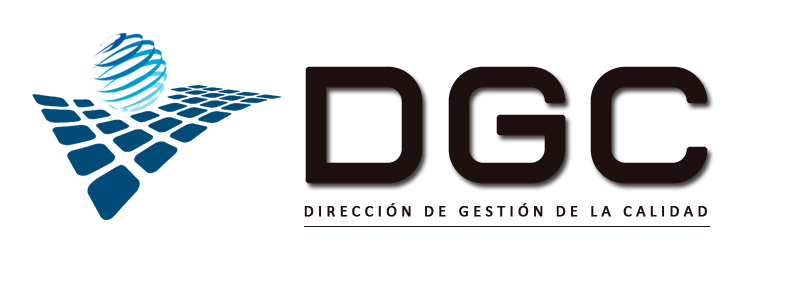 DGC
DIRECCIÓN DE GESTIÓN DE LA CALIDAD